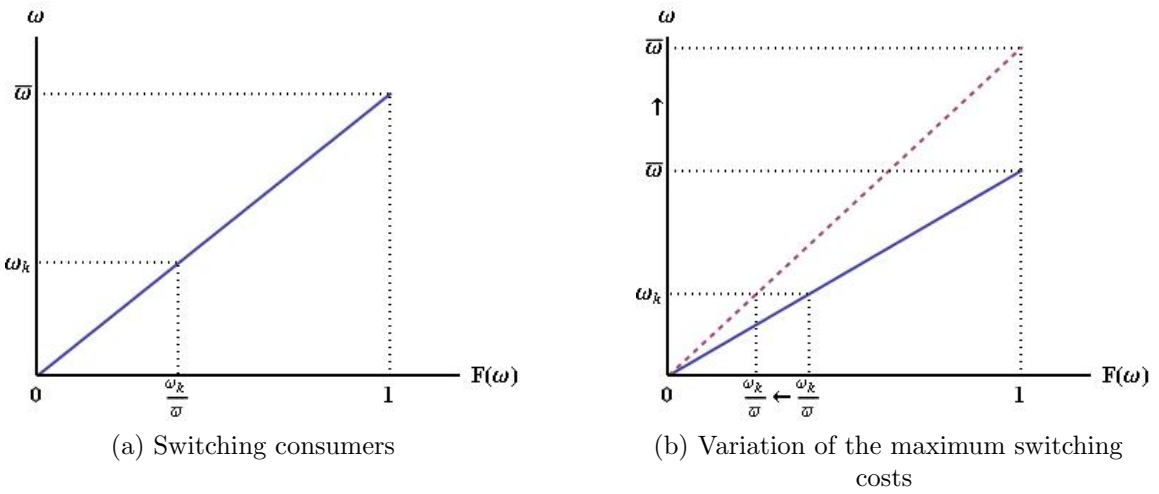 ω
ω̅
ω_k
0
ω_k/ω̅
1
F(ω)
(a) Switching consumers
ω
ω̅
↑
ω̅
ω_k
0
ω_k/ω̅ ← ω_k/ω̅
1
F(ω)
(b) Variation of the maximum switching
costs